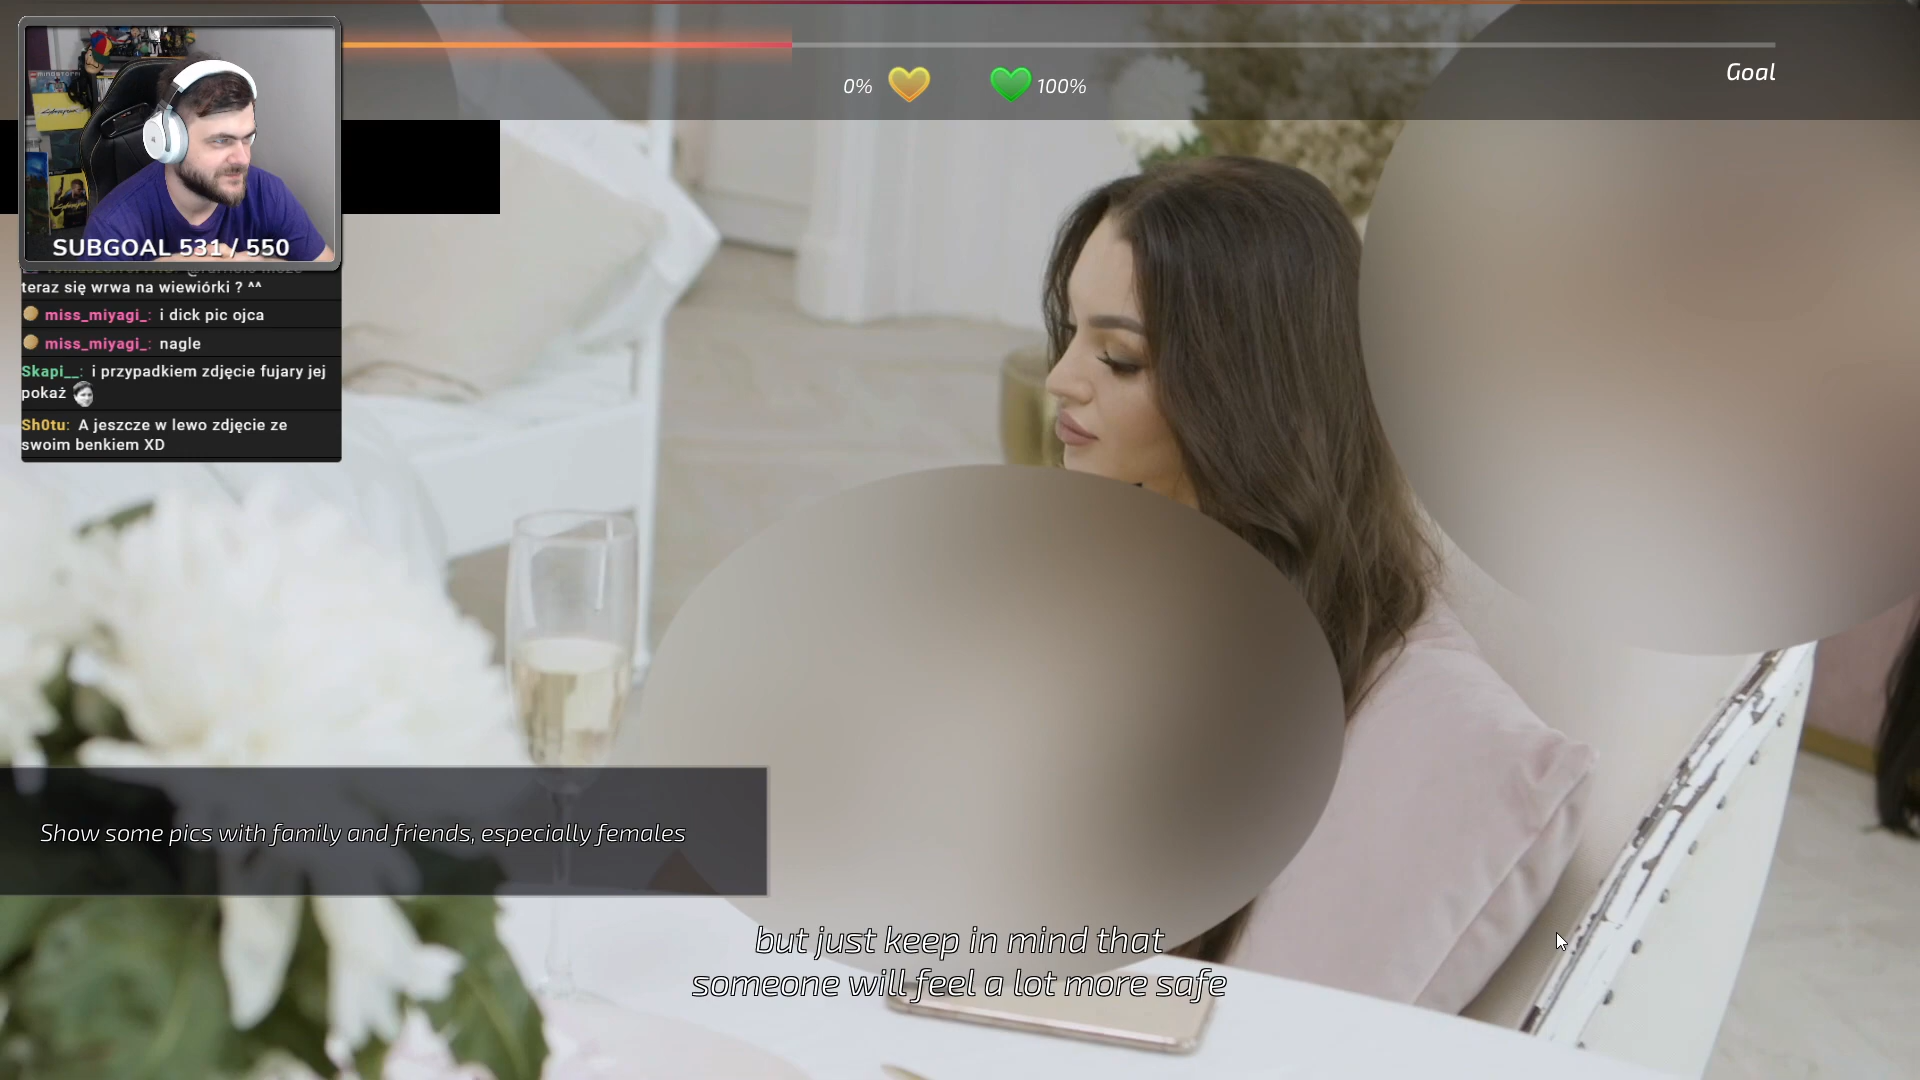 0%
100%
Goal
SUBGOAL 531 / 550
teraz się wrwa na wiewiórki ? ^^
miss_miyagi_: i dick pic ojca
miss_miyagi_: nagle
Skapi__: i przypadkiem zdjęcie fujary jej
pokaż
Sh0tu: A jeszcze w lewo zdjęcie ze
swoim benkiem XD
Show some pics with family and friends, especially females
but just keep in mind that
someone will feel a lot more safe